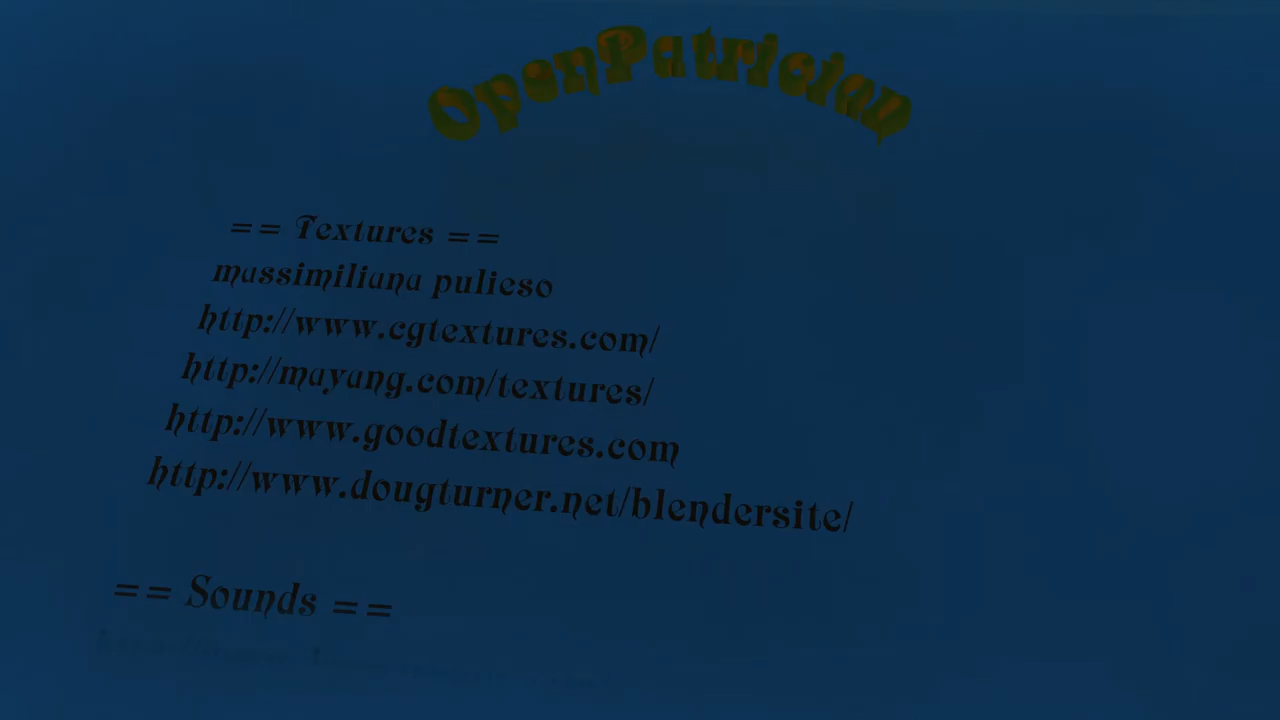 OpenPatrician
== Textures ==
massimiliana pulieso
http://www.cgtextures.com/
http://mayang.com/textures/
http://www.goodtextures.com
http://www.dougturner.net/blendersite/
== Sounds ==